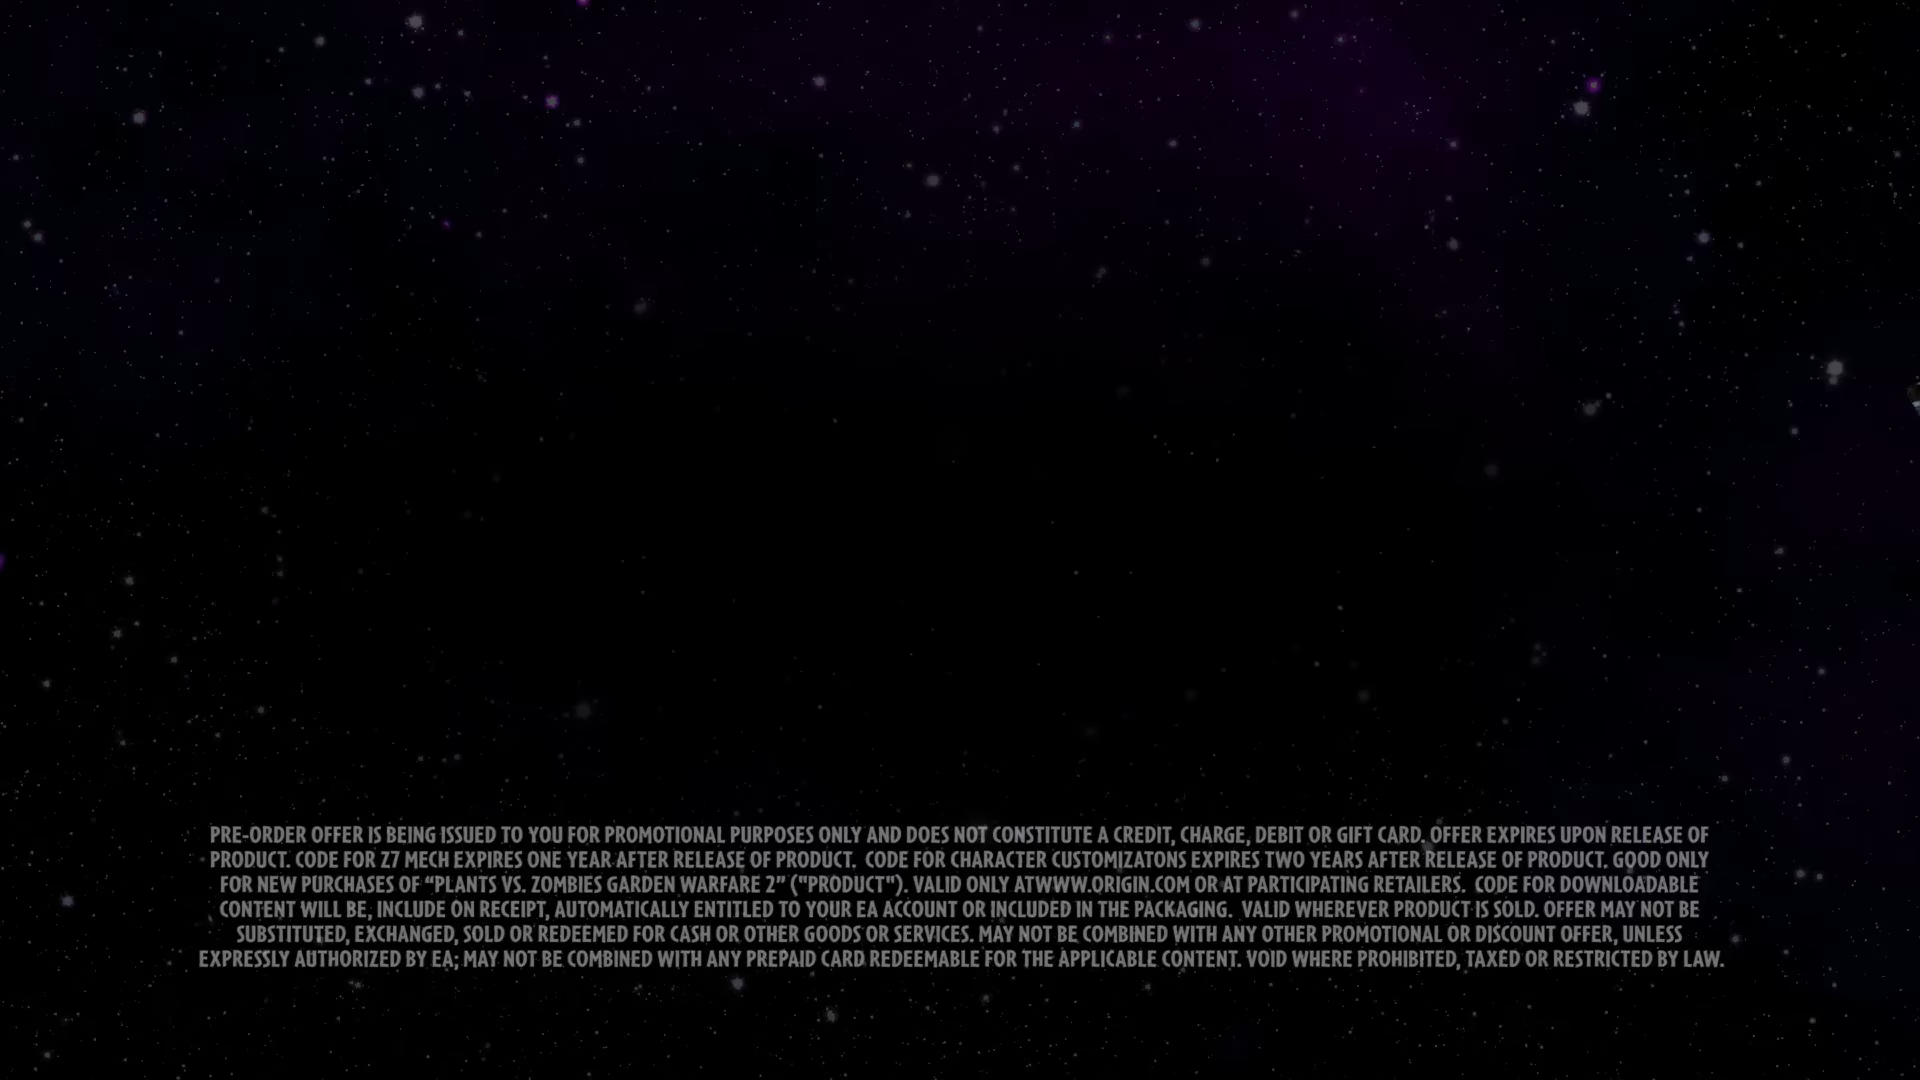 PRE-ORDER OFFER IS BEING ISSUED TO YOU FOR PROMOTIONAL PURPOSES ONLY AND DOES NOT CONSTITUTE A CREDIT, CHARGE, DEBIT OR GIFT CARD. OFFER EXPIRES UPON RELEASE OF
PRODUCT. CODE FOR Z7 MECH EXPIRES ONE YEAR AFTER RELEASE OF PRODUCT. CODE FOR CHARACTER CUSTOMIZATONS EXPIRES TWO YEARS AFTER RELEASE OF PRODUCT. GOOD ONLY
FOR NEW PURCHASES OF “PLANTS VS. ZOMBIES GARDEN WARFARE 2” ("PRODUCT"). VALID ONLY ATWWW.ORIGIN.COM OR AT PARTICIPATING RETAILERS. CODE FOR DOWNLOADABLE
CONTENT WILL BE, INCLUDE ON RECEIPT, AUTOMATICALLY ENTITLED TO YOUR EA ACCOUNT OR INCLUDED IN THE PACKAGING. VALID WHEREVER PRODUCT IS SOLD. OFFER MAY NOT BE
SUBSTITUTED, EXCHANGED, SOLD OR REDEEMED FOR CASH OR OTHER GOODS OR SERVICES. MAY NOT BE COMBINED WITH ANY OTHER PROMOTIONAL OR DISCOUNT OFFER, UNLESS
EXPRESSLY AUTHORIZED BY EA; MAY NOT BE COMBINED WITH ANY PREPAID CARD REDEEMABLE FOR THE APPLICABLE CONTENT. VOID WHERE PROHIBITED, TAXED OR RESTRICTED BY LAW.